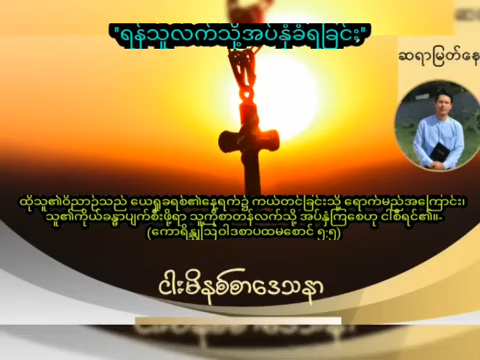 "ရန်သူလက်သို့အပ်နှံခံရခြင်း"
ဆရာမြတ်နေ
ထိုသူ၏ဝိညာဉ်သည် ယေရှုခရစ်၏နေ့ရက်၌ ကယ်တင်ခြင်းသို့ ရောက်မည်အကြောင်း၊
သူ၏ကိုယ်ခန္ဓာပျက်စီးဖို့ရာ သူ့ကိုစာတန်လက်သို့ အပ်နှံကြစေဟု ငါစီရင်၏။-
(ကောရိန္သုဩဝါဒစာပထမစောင် ၅:၅)
ငါးမိနစ်စာဒေသနာ